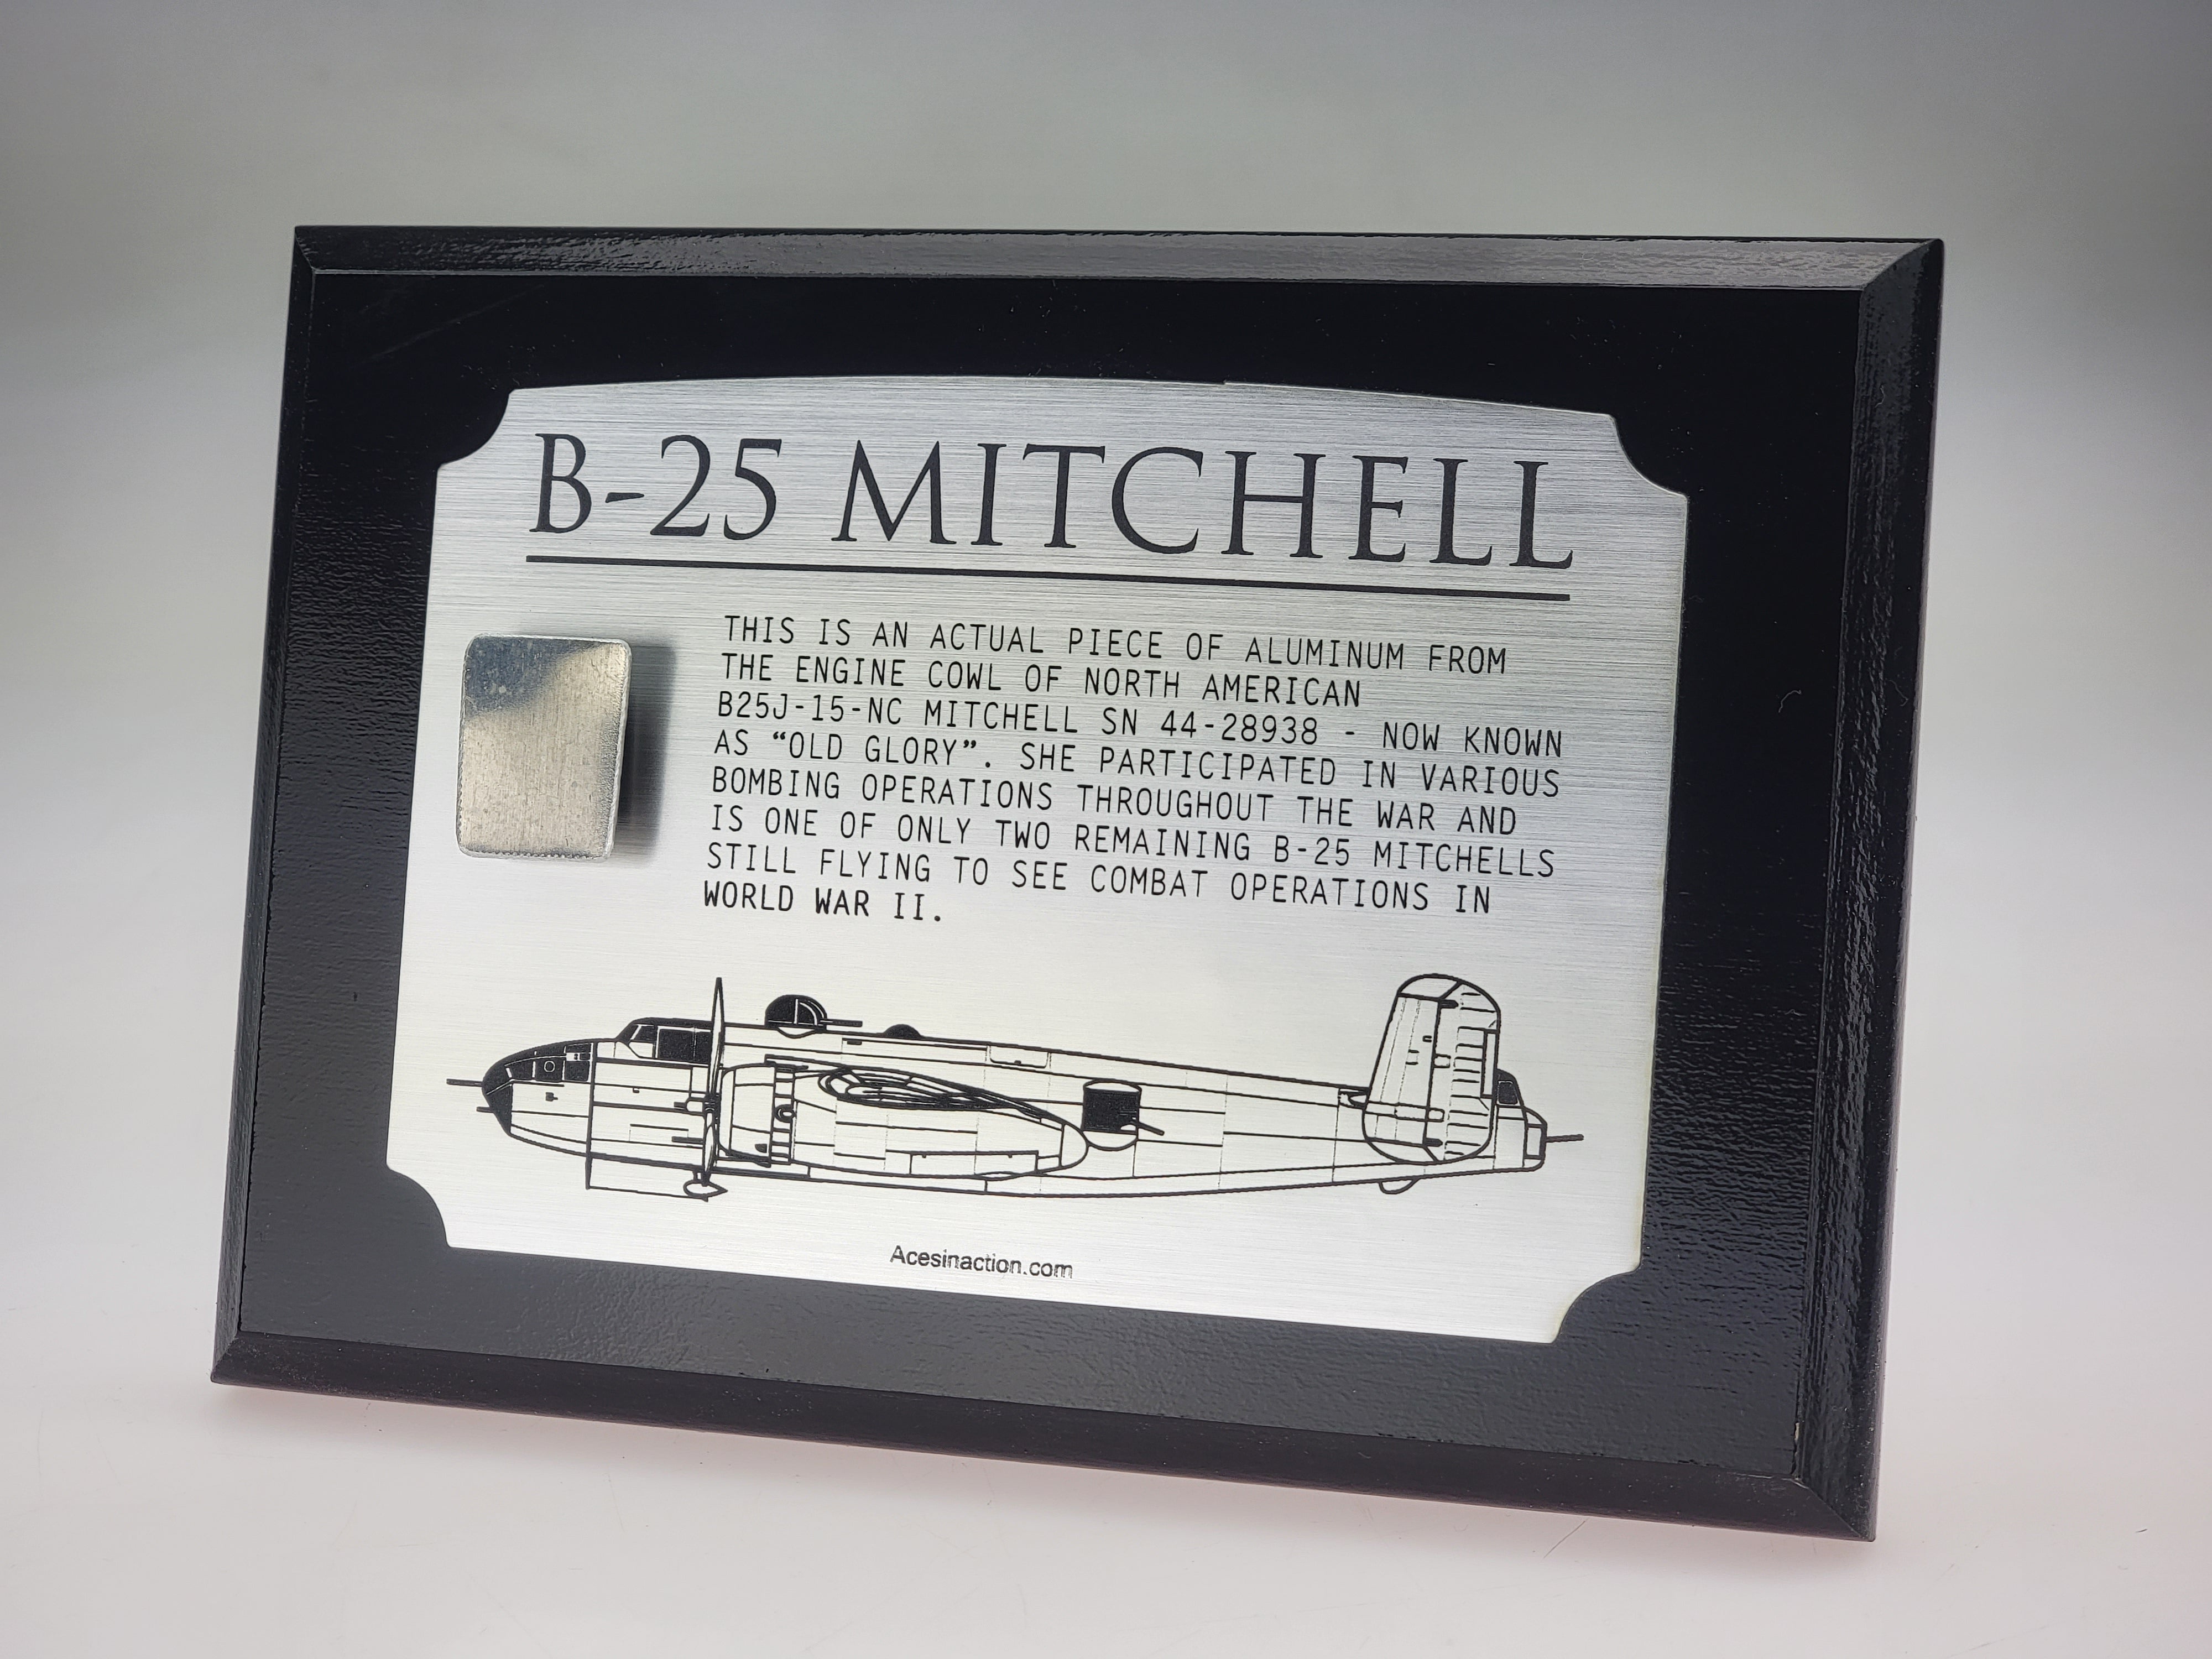 B-25 MITCHELL
THIS IS AN ACTUAL PIECE OF ALUMINUM FROM
THE ENGINE COWL OF NORTH AMERICAN
B25J-15-NC MITCHELL SN 44-28938 - NOW KNOWN
AS “OLD GLORY”. SHE PARTICIPATED IN VARIOUS
BOMBING OPERATIONS THROUGHOUT THE WAR AND
IS ONE OF ONLY TWO REMAINING B-25 MITCHELLS
STILL FLYING TO SEE COMBAT OPERATIONS IN
WORLD WAR II.
Acesinaction.com